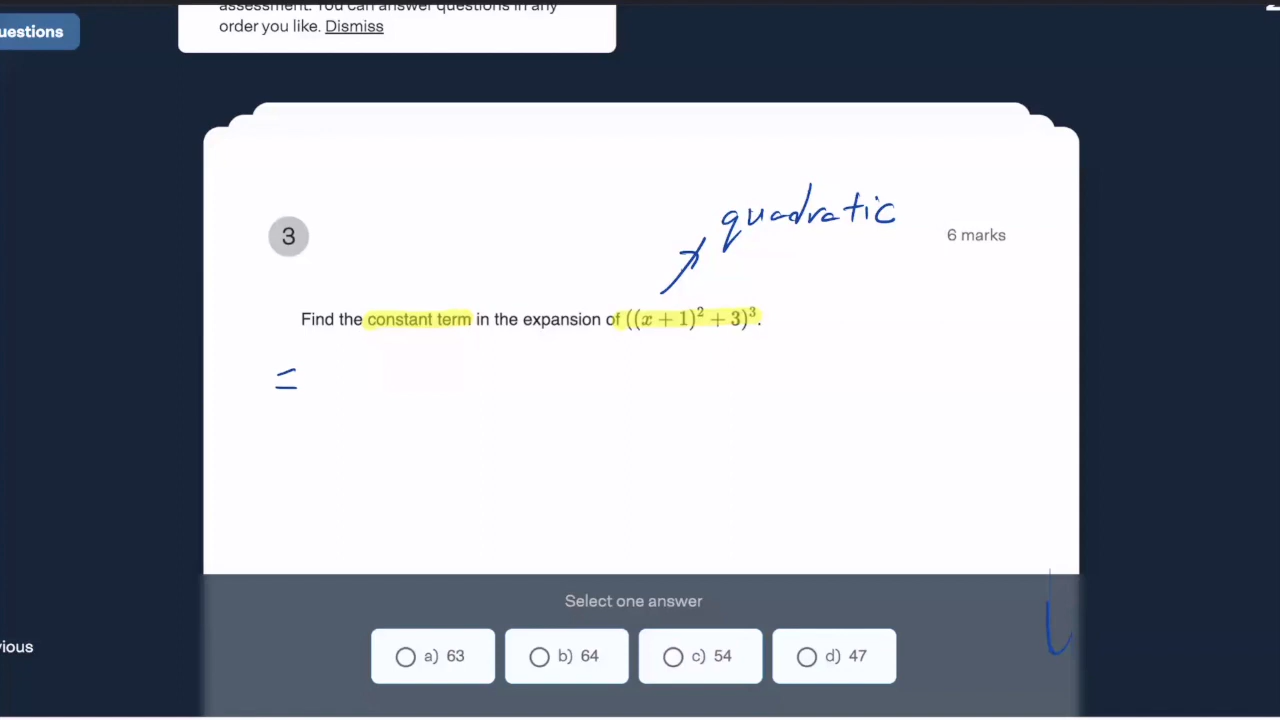 assessment. You can answer questions in any
order you like. Dismiss
uestions
quadratic
3
6 marks
Find the constant term in the expansion of ((x + 1)² + 3)³.
=
Select one answer
a) 63
b) 64
c) 54
d) 47
vious